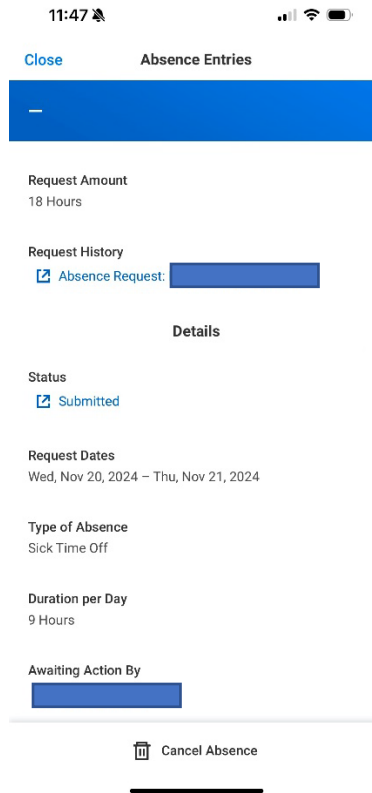 11:47
Close Absence Entries
—
Request Amount
18 Hours
Request History
Absence Request:
Details
Status
Submitted
Request Dates
Wed, Nov 20, 2024 – Thu, Nov 21, 2024
Type of Absence
Sick Time Off
Duration per Day
9 Hours
Awaiting Action By
Cancel Absence